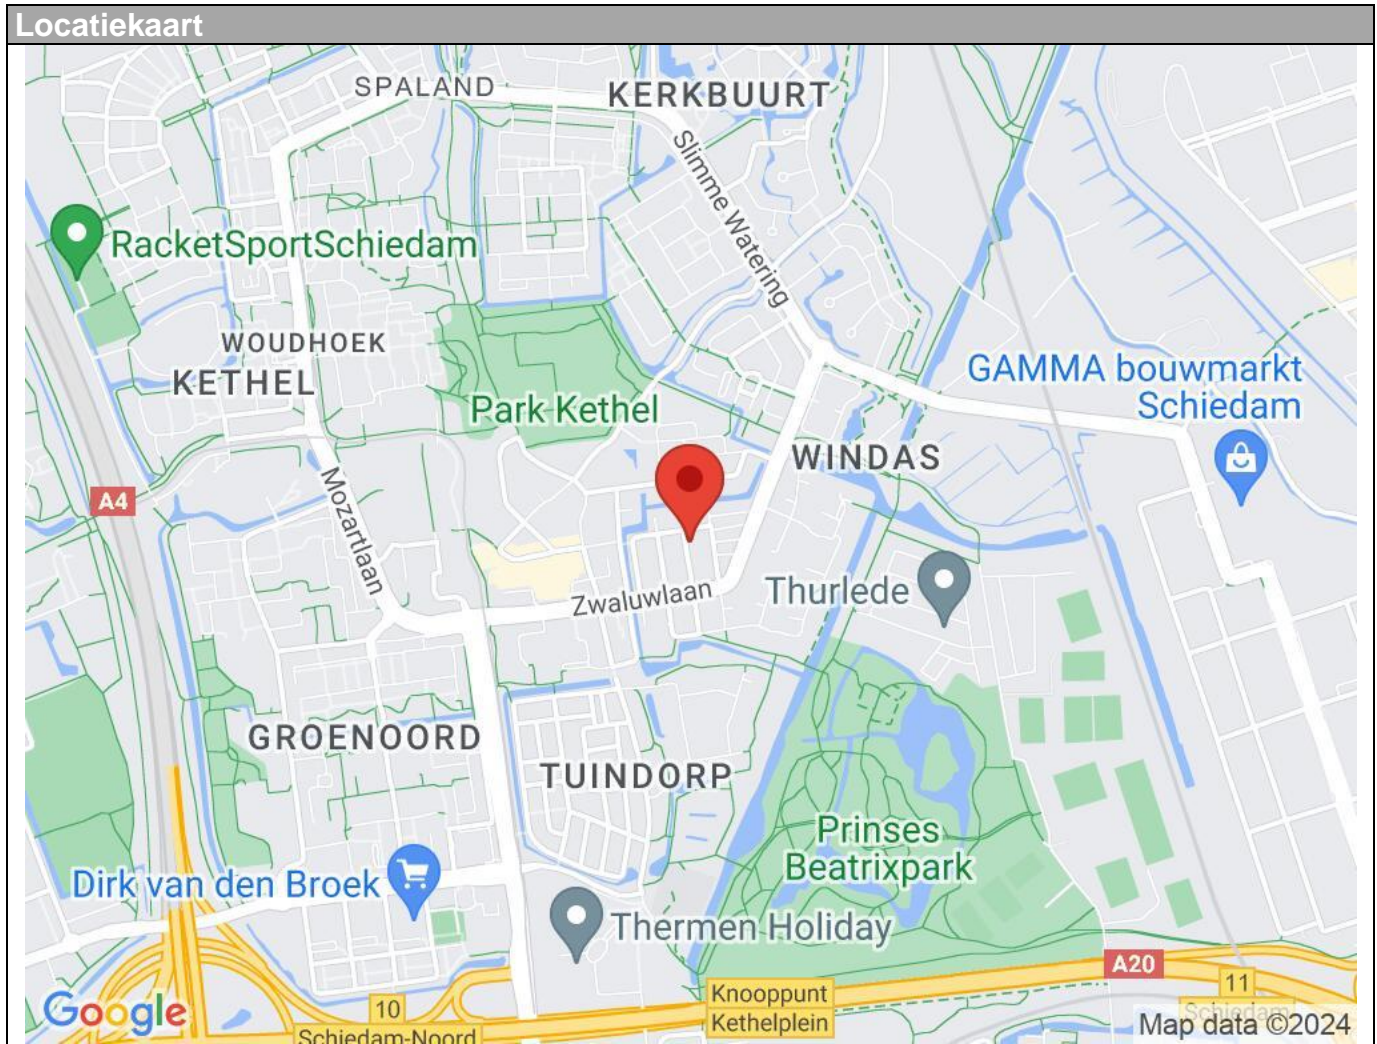 Locatiekaart
SPALAND
KERKBUURT
Slimme Watering
RacketSportSchiedam
WOUDHOEK
KETHEL
GAMMA bouwmarkt
Schiedam
Park Kethel
WINDAS
A4
Mozartlaan
Zwaluwlaan
Thurlede
GROENOORD
TUINDORP
Prinses
Beatrixpark
Dirk van den Broek
Thermen Holiday
A20
Knooppunt
Kethelplein
10
Schiedam-Noord
11
Schiedam
Google
Map data ©2024